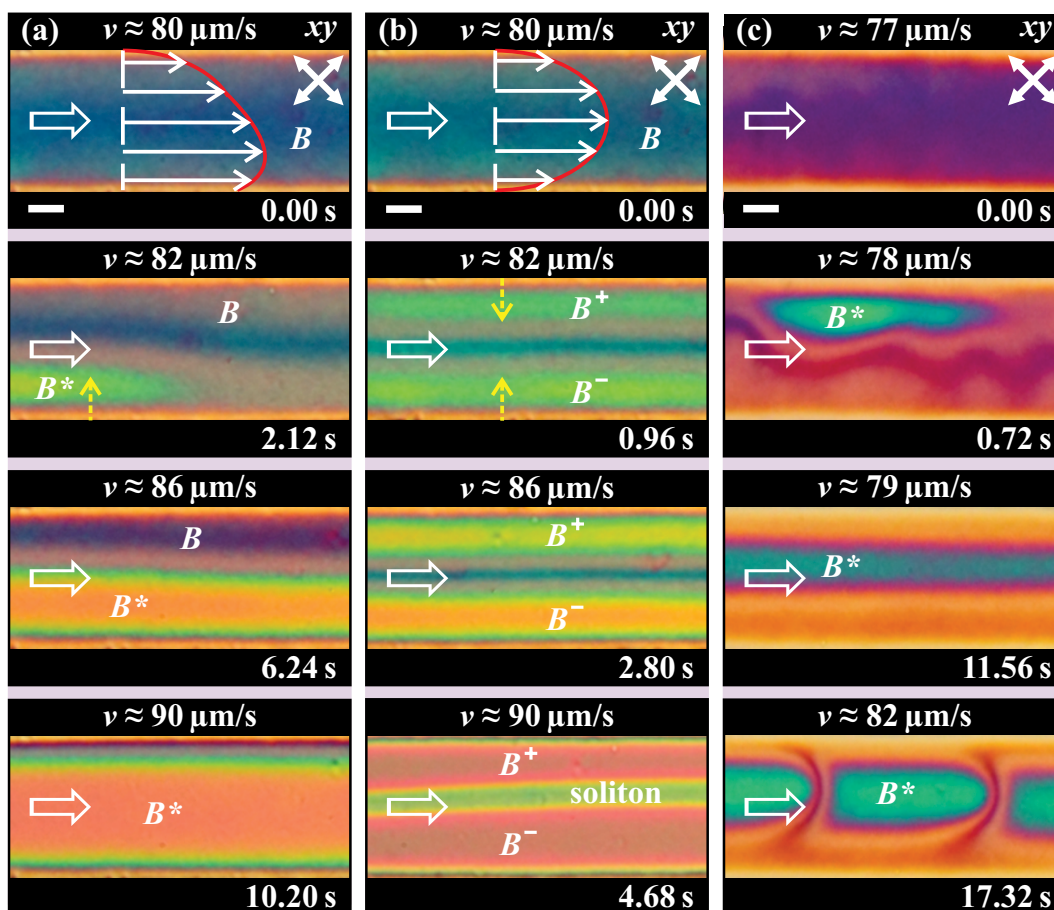 (a) v ≈ 80 µm/s xy
B
0.00 s
v ≈ 82 µm/s
B
B*
2.12 s
v ≈ 86 µm/s
B
B*
6.24 s
v ≈ 90 µm/s
B*
10.20 s
(b) v ≈ 80 µm/s xy
B
0.00 s
v ≈ 82 µm/s
B+
B−
0.96 s
v ≈ 86 µm/s
B+
B−
2.80 s
v ≈ 90 µm/s
B+
soliton
B−
4.68 s
(c) v ≈ 77 µm/s xy
0.00 s
v ≈ 78 µm/s
B*
0.72 s
v ≈ 79 µm/s
B*
11.56 s
v ≈ 82 µm/s
B*
17.32 s